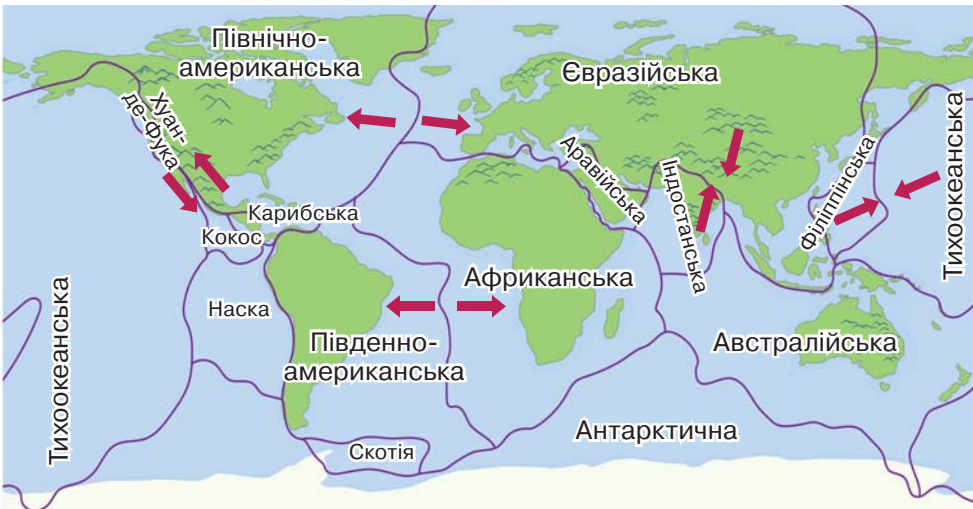 Північно-
американська
Євразійська
Хуан-
де-Фука
Аравійська
Індостанська
Філіппінська
Тихоокеанська
Карибська
Кокос
Африканська
Наска
Тихоокеанська
Південно-
американська
Австралійська
Антарктична
Скотія